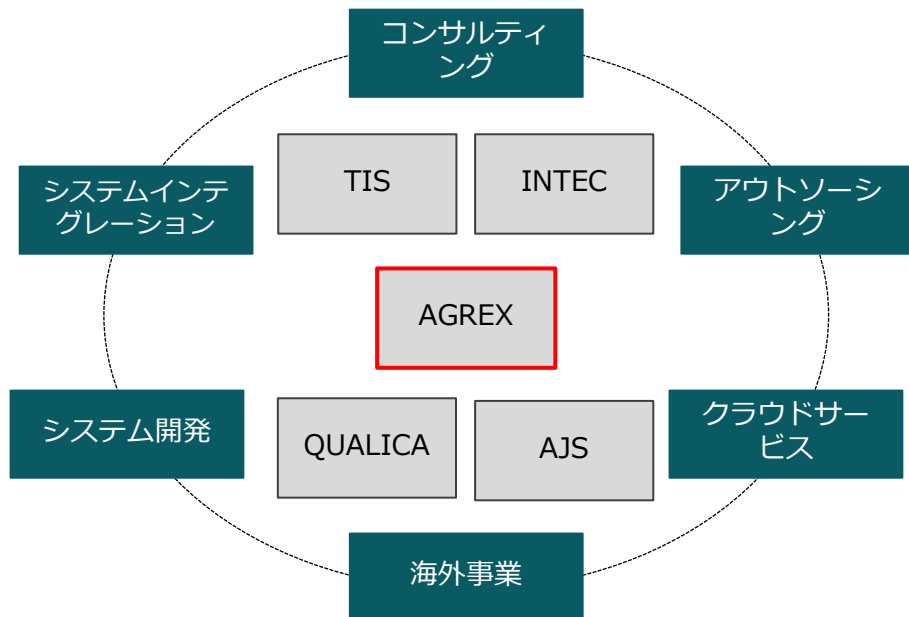 コンサルティ
ング
TIS
INTEC
システムインテ
グレーション
アウトソーシ
ング
AGREX
システム開発
QUALICA
AJS
クラウドサー
ビス
海外事業